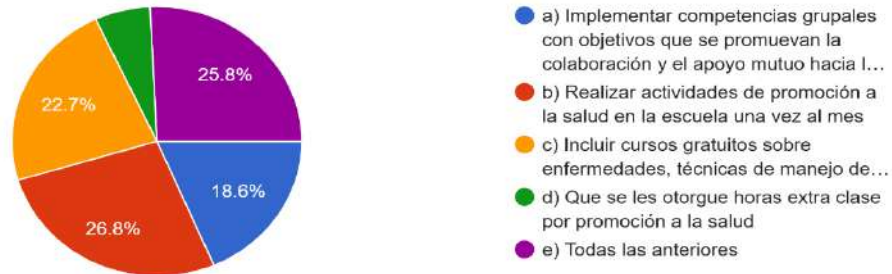 25.8%
22.7%
18.6%
26.8%
a) Implementar competencias grupales
con objetivos que se promuevan la
colaboración y el apoyo mutuo hacia l…
b) Realizar actividades de promoción a
la salud en la escuela una vez al mes
c) Incluir cursos gratuitos sobre
enfermedades, técnicas de manejo de…
d) Que se les otorgue horas extra clase
por promoción a la salud
e) Todas las anteriores